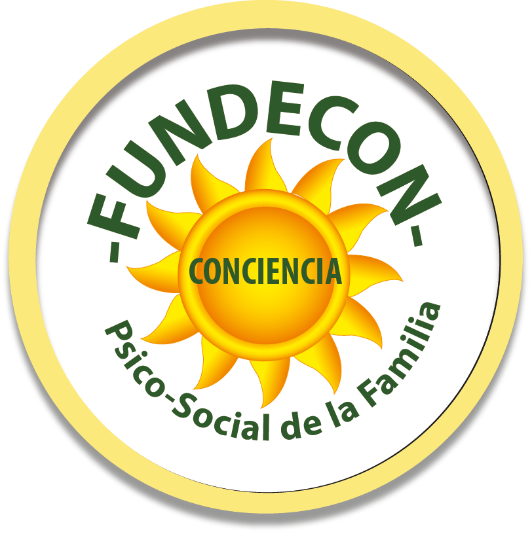 -FUNDECON-
CONCIENCIA
Psico-Social de la Familia